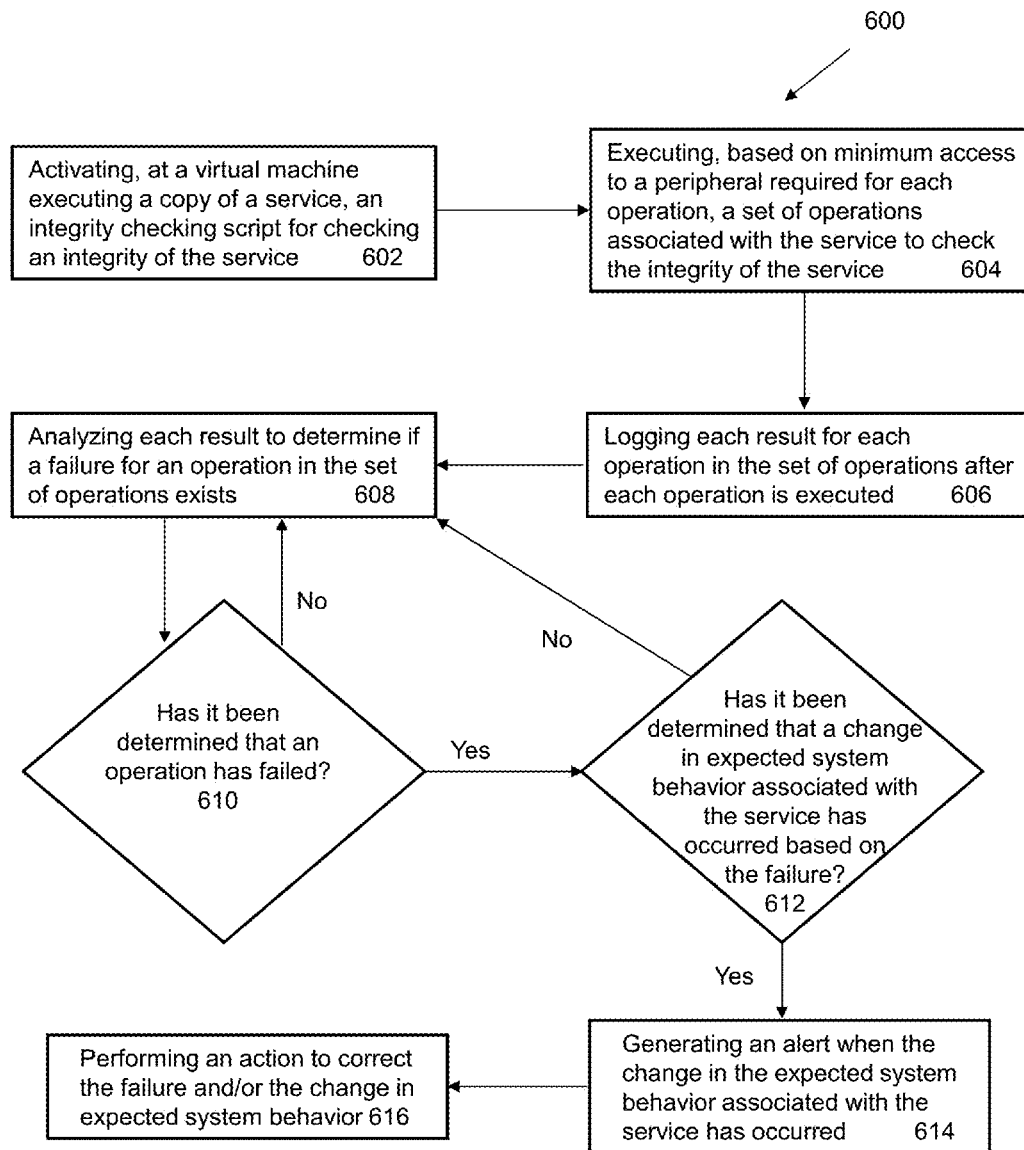 600
Activating, at a virtual machine
executing a copy of a service, an
integrity checking script for checking
an integrity of the service 602
Executing, based on minimum access
to a peripheral required for each
operation, a set of operations
associated with the service to check
the integrity of the service 604
Analyzing each result to determine if
a failure for an operation in the set
of operations exists 608
Logging each result for each
operation in the set of operations after
each operation is executed 606
No
No
Has it been
determined that an
operation has failed?
610
Yes
Has it been
determined that a change
in expected system
behavior associated with
the service has
occurred based on
the failure?
612
Yes
Performing an action to correct
the failure and/or the change in
expected system behavior 616
Generating an alert when the
change in the expected system
behavior associated with the
service has occurred 614